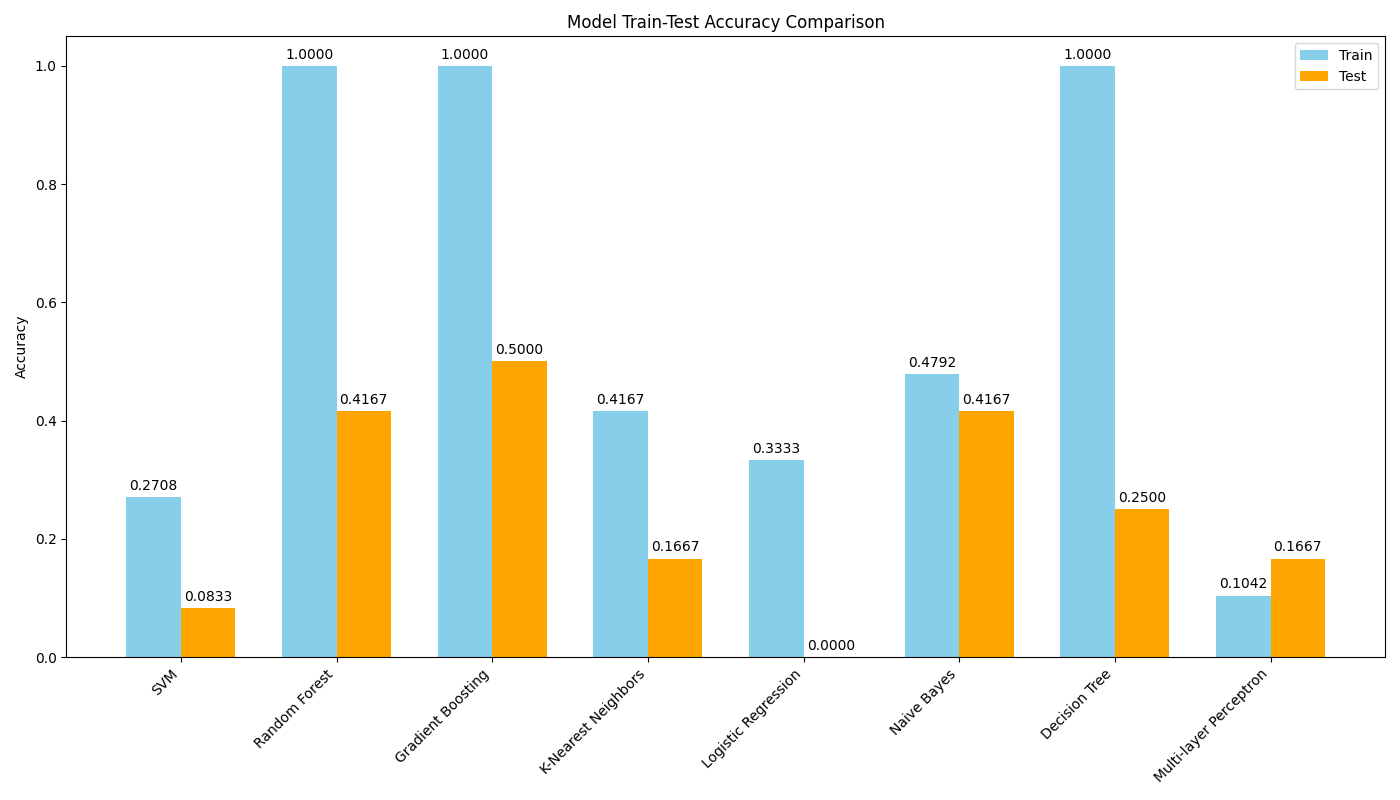 Model Train-Test Accuracy Comparison
Train
Test
Accuracy
1.0
0.8
0.6
0.4
0.2
0.0
0.2708
0.0833
1.0000
0.4167
1.0000
0.5000
0.4167
0.1667
0.3333
0.0000
0.4792
0.4167
1.0000
0.2500
0.1042
0.1667
SVM
Random Forest
Gradient Boosting
K-Nearest Neighbors
Logistic Regression
Naive Bayes
Decision Tree
Multi-layer Perceptron